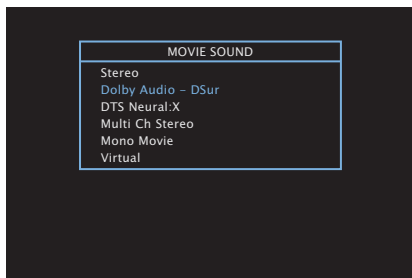 MOVIE SOUND
Stereo
Dolby Audio – DSur
DTS Neural:X
Multi Ch Stereo
Mono Movie
Virtual